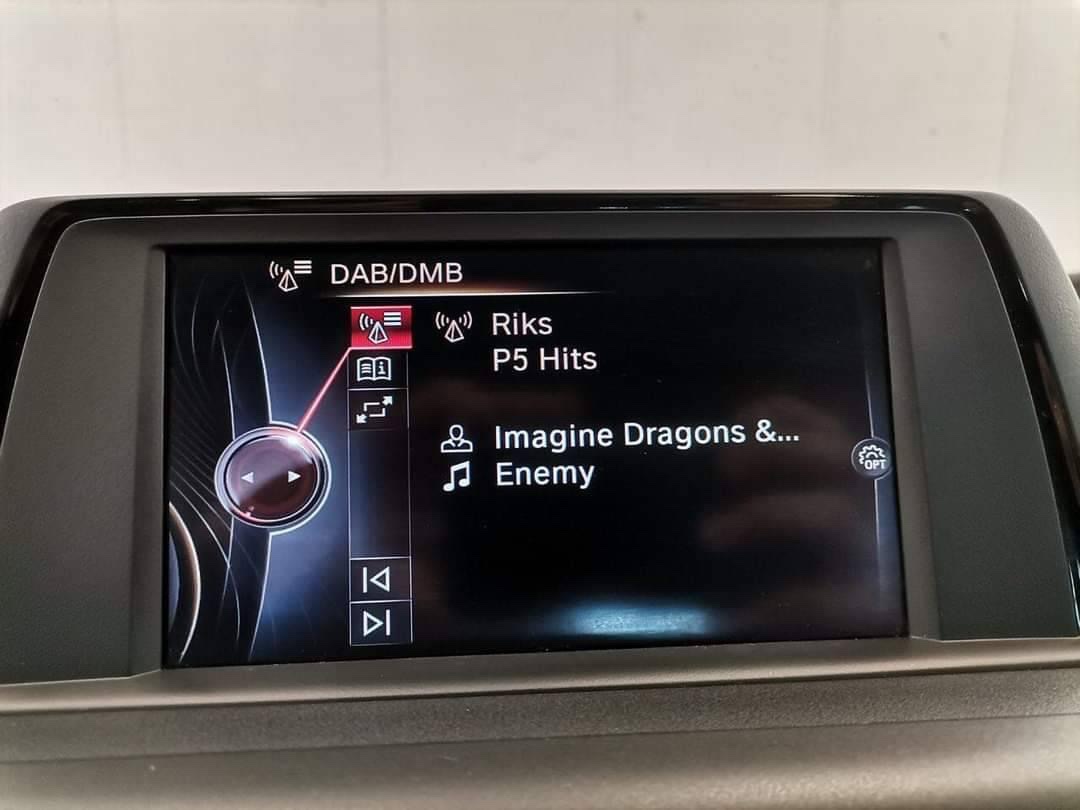 DAB/DMB
Riks
P5 Hits
Imagine Dragons &...
Enemy
OPT